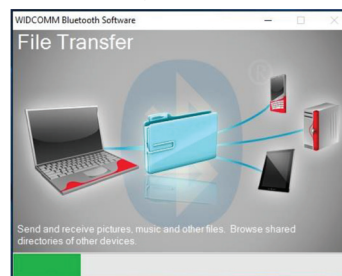 WIDCOMM Bluetooth Software
File Transfer
Send and receive pictures, music and other files. Browse shared
directories of other devices.